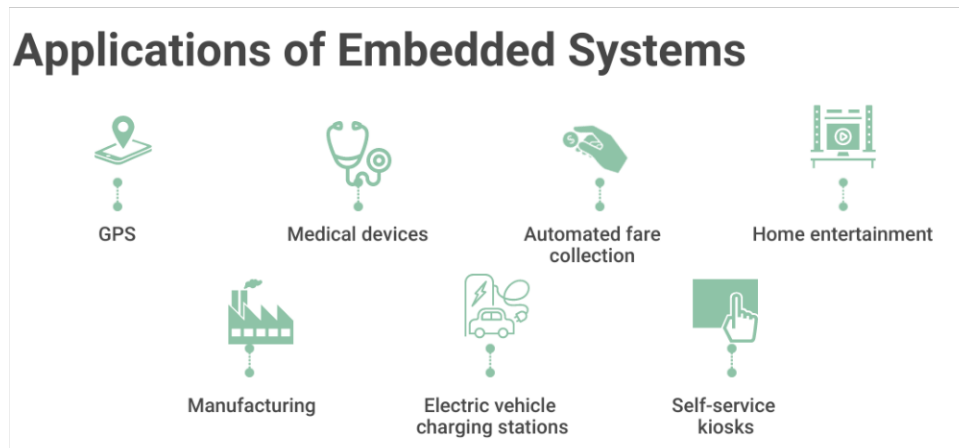 Applications of Embedded Systems
GPS
Medical devices
Automated fare
collection
Home entertainment
Manufacturing
Electric vehicle
charging stations
Self-service
kiosks